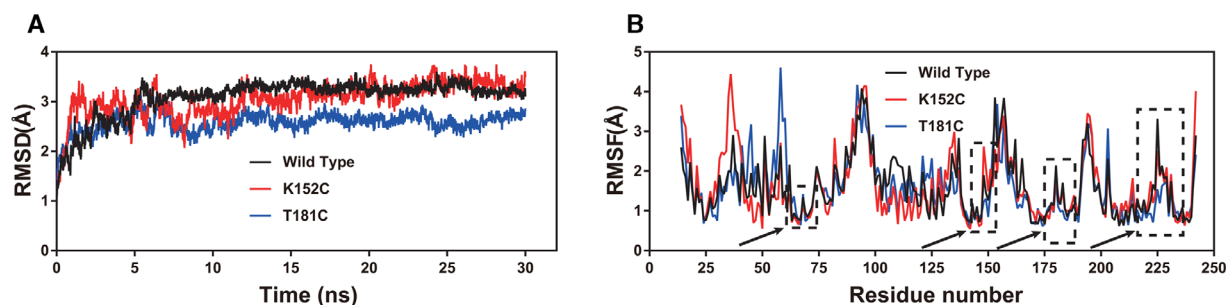 A
RMSD(Å)
4
3
2
1
0
Wild Type
K152C
T181C
0 5 10 15 20 25 30
Time (ns)
B
RMSF(Å)
5
4
3
2
1
0
Wild Type
K152C
T181C
0 25 50 75 100 125 150 175 200 225 250
Residue number